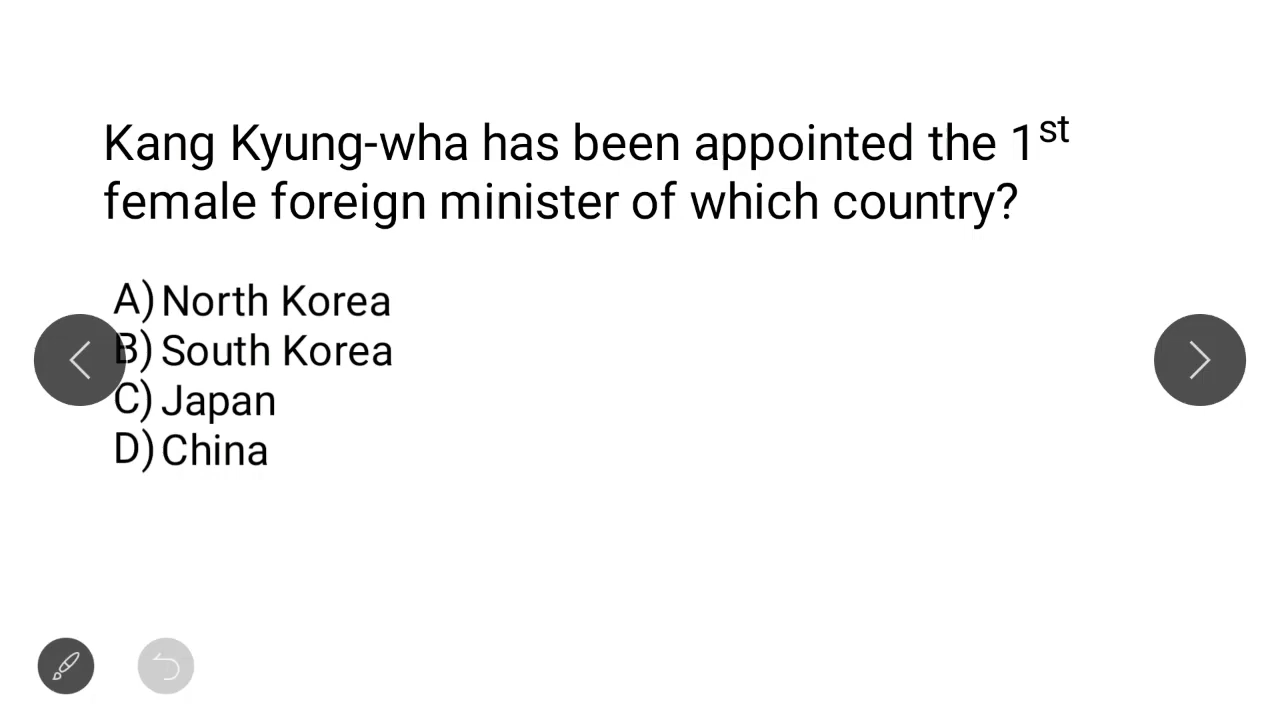 Kang Kyung-wha has been appointed the 1st
female foreign minister of which country?
A) North Korea
B) South Korea
C) Japan
D) China